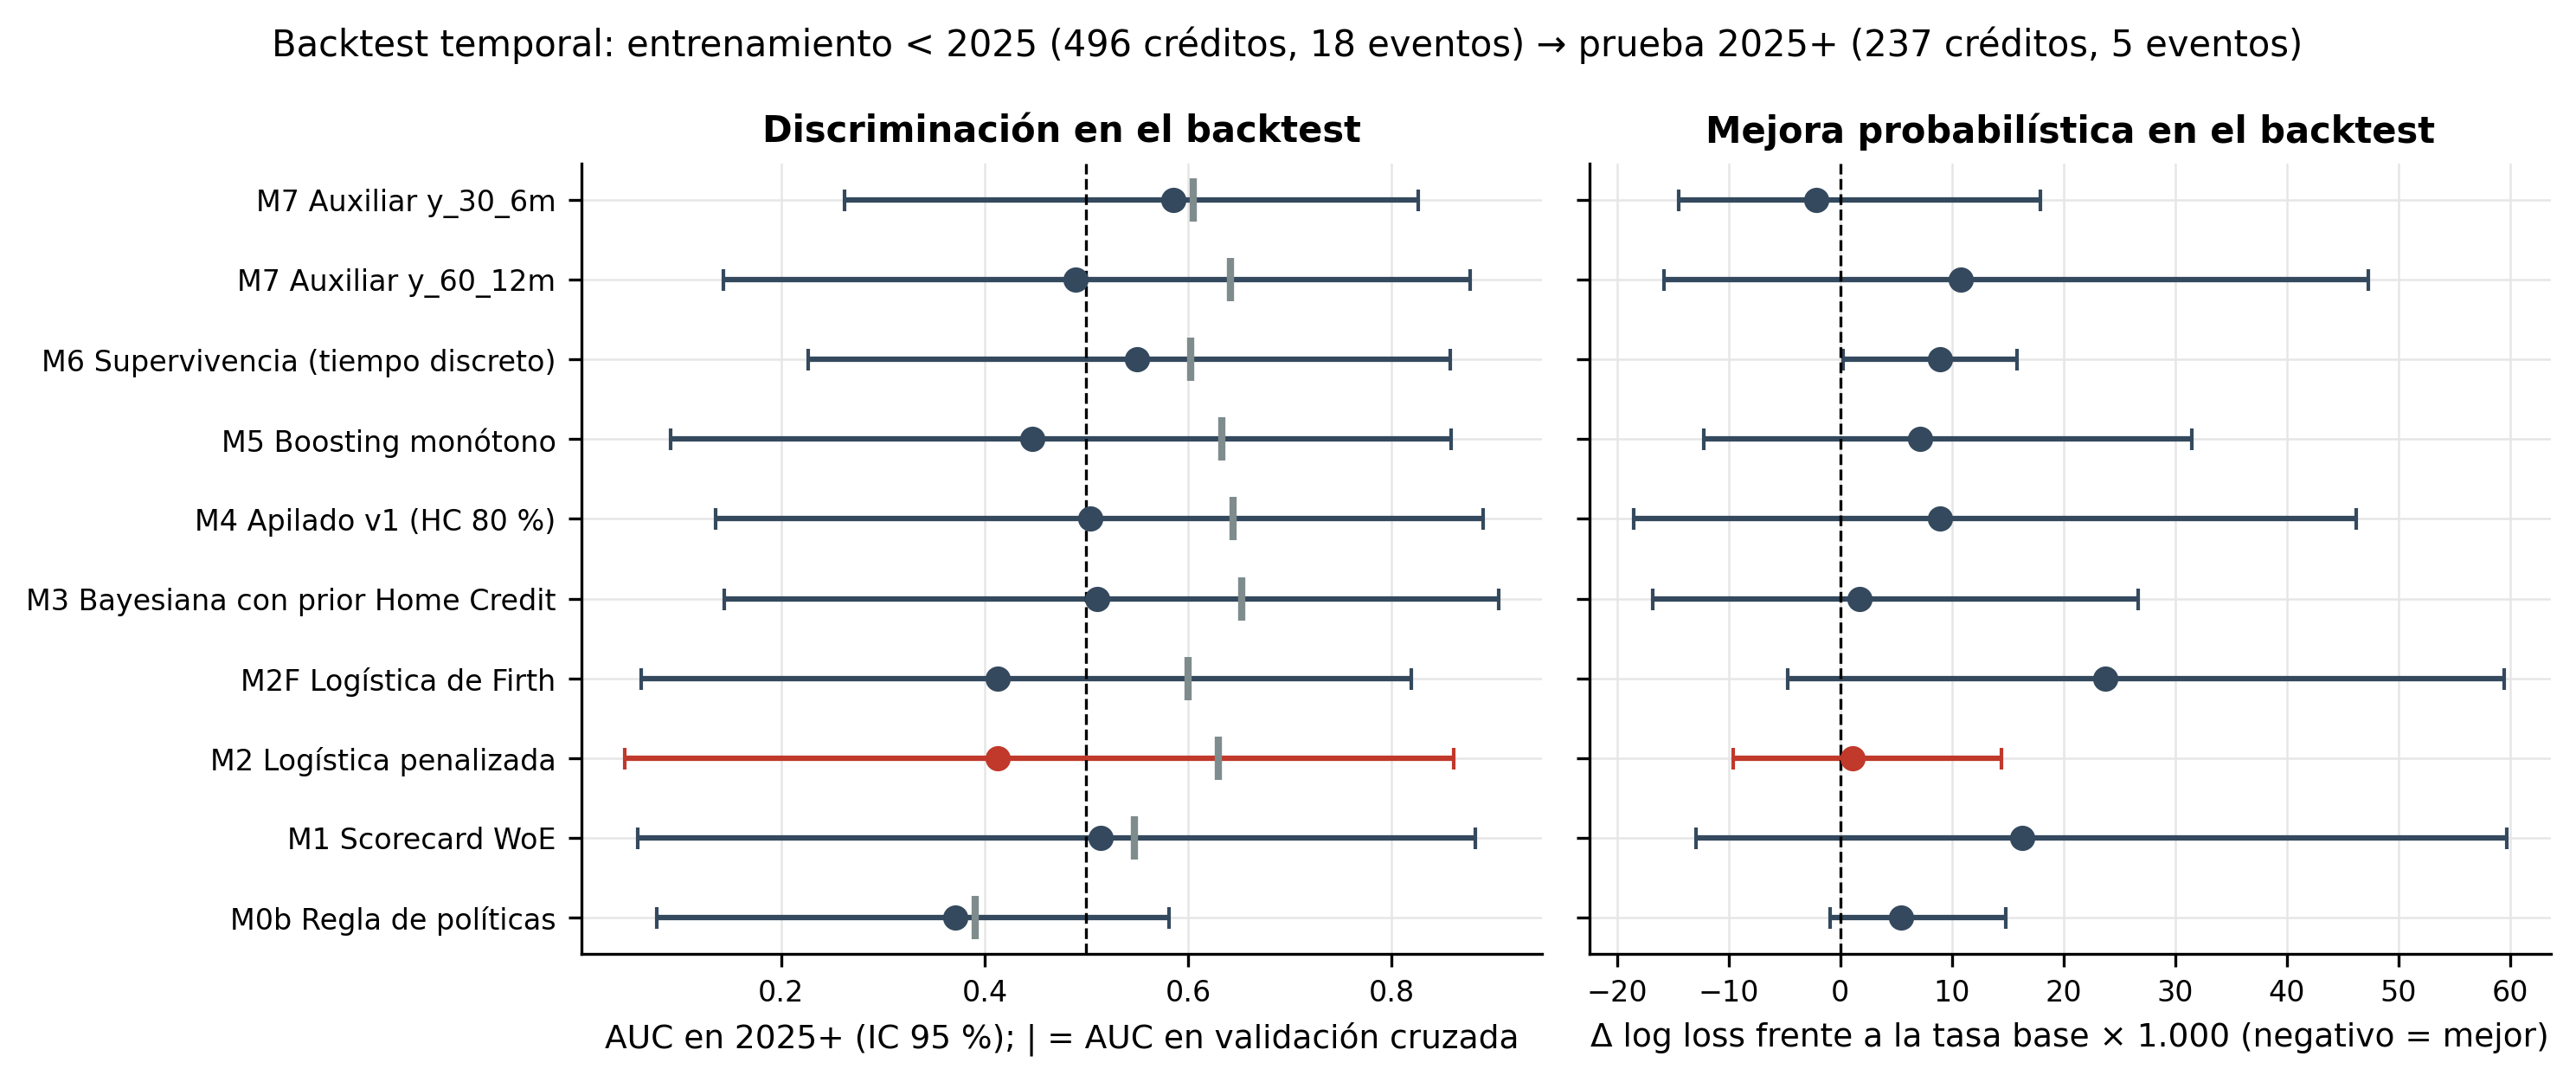 Backtest temporal: entrenamiento < 2025 (496 créditos, 18 eventos) → prueba 2025+ (237 créditos, 5 eventos)
Discriminación en el backtest
Mejora probabilística en el backtest
M7 Auxiliar y_30_6m
M7 Auxiliar y_60_12m
M6 Supervivencia (tiempo discreto)
M5 Boosting monótono
M4 Apilado v1 (HC 80 %)
M3 Bayesiana con prior Home Credit
M2F Logística de Firth
M2 Logística penalizada
M1 Scorecard WoE
M0b Regla de políticas
0.2 0.4 0.6 0.8
AUC en 2025+ (IC 95 %); | = AUC en validación cruzada
−20 −10 0 10 20 30 40 50 60
Δ log loss frente a la tasa base × 1.000 (negativo = mejor)